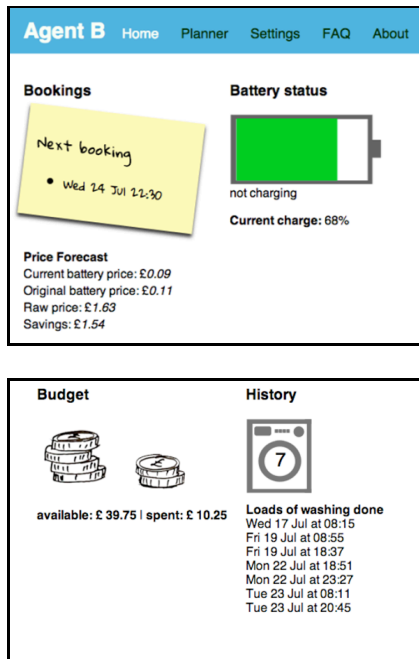 Agent B Home Planner Settings FAQ About
Bookings
Next booking
• Wed 24 Jul 22:30
Price Forecast
Current battery price: £0.09
Original battery price: £0.11
Raw price: £1.63
Savings: £1.54
Battery status
not charging
Current charge: 68%
Budget
£
£
available: £ 39.75 | spent: £ 10.25
History
7
Loads of washing done
Wed 17 Jul at 08:15
Fri 19 Jul at 08:55
Fri 19 Jul at 18:37
Mon 22 Jul at 18:51
Mon 22 Jul at 23:27
Tue 23 Jul at 08:11
Tue 23 Jul at 20:45